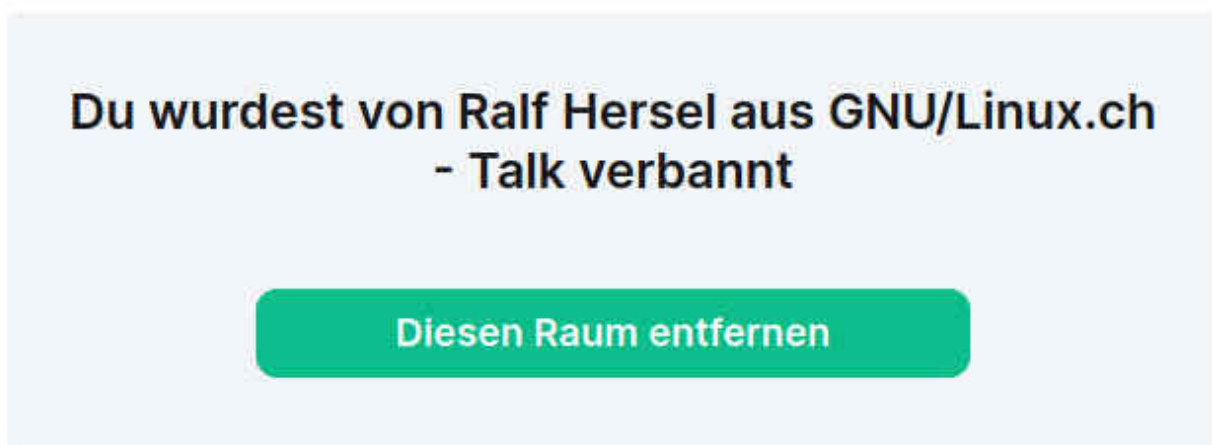 Du wurdest von Ralf Hersel aus GNU/Linux.ch
- Talk verbannt
Diesen Raum entfernen